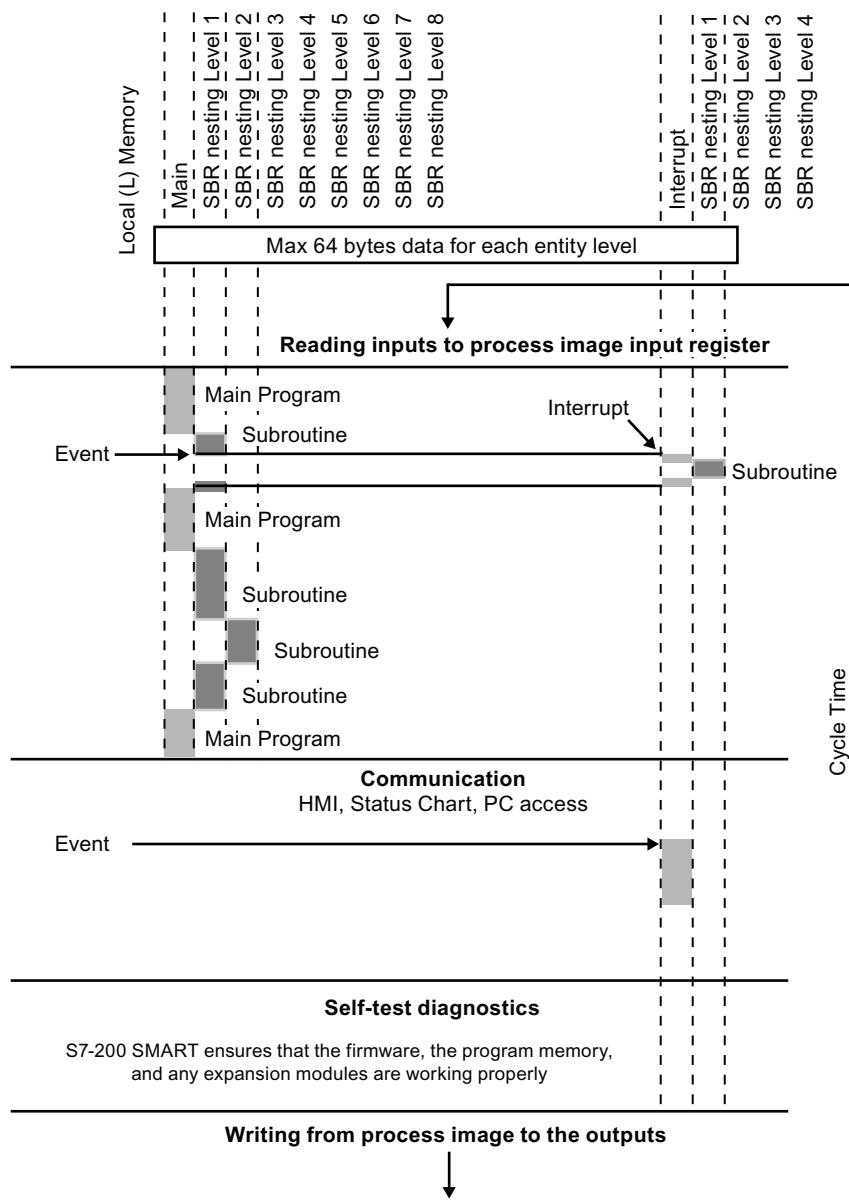 Local (L) Memory
Main
SBR nesting Level 1
SBR nesting Level 2
SBR nesting Level 3
SBR nesting Level 4
SBR nesting Level 5
SBR nesting Level 6
SBR nesting Level 7
SBR nesting Level 8
Interrupt
SBR nesting Level 1
SBR nesting Level 2
SBR nesting Level 3
SBR nesting Level 4
Max 64 bytes data for each entity level
Reading inputs to process image input register
Main Program
Interrupt
Subroutine
Event
Subroutine
Main Program
Subroutine
Subroutine
Subroutine
Main Program
Cycle Time
Communication
HMI, Status Chart, PC access
Event
Self-test diagnostics
S7-200 SMART ensures that the firmware, the program memory,
and any expansion modules are working properly
Writing from process image to the outputs